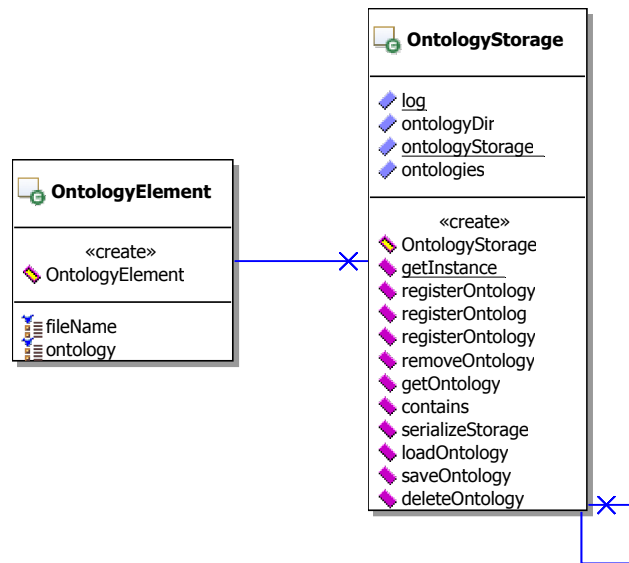 OntologyStorage
log
ontologyDir
ontologyStorage
ontologies
«create»
OntologyStorage
getInstance
registerOntology
registerOntolog
registerOntology
removeOntology
getOntology
contains
serializeStorage
loadOntology
saveOntology
deleteOntology
OntologyElement
«create»
OntologyElement
fileName
ontology